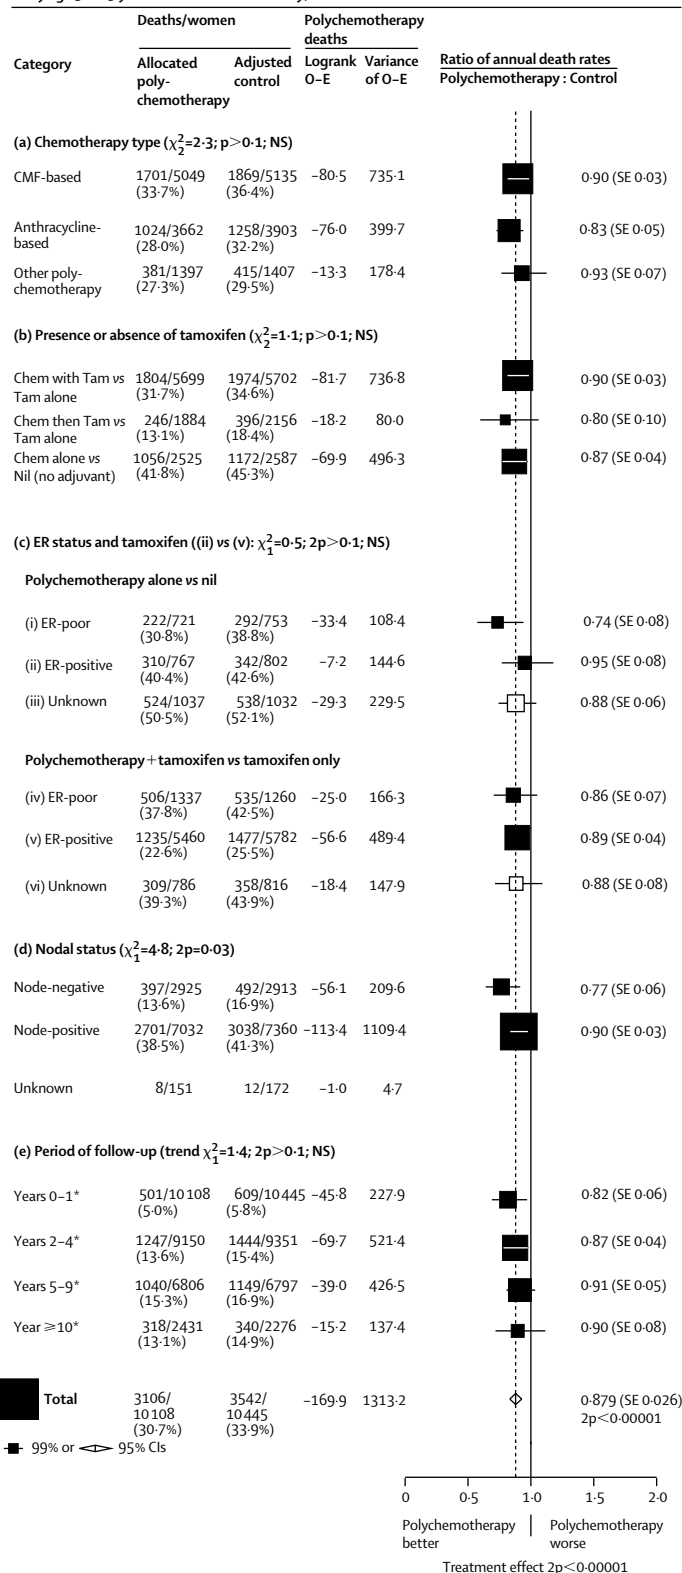 Deaths/women Polychemotherapy deaths
Category Allocated poly-chemotherapy Adjusted control Logrank O–E Variance of O–E Ratio of annual death rates Polychemotherapy : Control
(a) Chemotherapy type (χ²₂=2·3; p>0·1; NS)
CMF-based 1701/5049 1869/5135 –80·5 735·1 0·90 (SE 0·03)
(33·7%) (36·4%)
Anthracycline- 1024/3662 1258/3903 –76·0 399·7 0·83 (SE 0·05)
based (28·0%) (32·2%)
Other poly- 381/1397 415/1407 –13·3 178·4 0·93 (SE 0·07)
chemotherapy (27·3%) (29·5%)
(b) Presence or absence of tamoxifen (χ²₂=1·1; p>0·1; NS)
Chem with Tam vs 1804/5699 1974/5702 –81·7 736·8 0·90 (SE 0·03)
Tam alone (31·7%) (34·6%)
Chem then Tam vs 246/1884 396/2156 –18·2 80·0 0·80 (SE 0·10)
Tam alone (13·1%) (18·4%)
Chem alone vs 1056/2525 1172/2587 –69·9 496·3 0·87 (SE 0·04)
Nil (no adjuvant) (41·8%) (45·3%)
(c) ER status and tamoxifen ((ii) vs (v): χ²₁=0·5; 2p>0·1; NS)
Polychemotherapy alone vs nil
(i) ER-poor 222/721 292/753 –33·4 108·4 0·74 (SE 0·08)
(30·8%) (38·8%)
(ii) ER-positive 310/767 342/802 –7·2 144·6 0·95 (SE 0·08)
(40·4%) (42·6%)
(iii) Unknown 524/1037 538/1032 –29·3 229·5 0·88 (SE 0·06)
(50·5%) (52·1%)
Polychemotherapy+tamoxifen vs tamoxifen only
(iv) ER-poor 506/1337 535/1260 –25·0 166·3 0·86 (SE 0·07)
(37·8%) (42·5%)
(v) ER-positive 1235/5460 1477/5782 –56·6 489·4 0·89 (SE 0·04)
(22·6%) (25·5%)
(vi) Unknown 309/786 358/816 –18·4 147·9 0·88 (SE 0·08)
(39·3%) (43·9%)
(d) Nodal status (χ²₁=4·8; 2p=0·03)
Node-negative 397/2925 492/2913 –56·1 209·6 0·77 (SE 0·06)
(13·6%) (16·9%)
Node-positive 2701/7032 3038/7360 –113·4 1109·4 0·90 (SE 0·03)
(38·5%) (41·3%)
Unknown 8/151 12/172 –1·0 4·7
(e) Period of follow-up (trend χ²₁=1·4; 2p>0·1; NS)
Years 0–1* 501/10108 609/10445 –45·8 227·9 0·82 (SE 0·06)
(5·0%) (5·8%)
Years 2–4* 1247/9150 1444/9351 –69·7 521·4 0·87 (SE 0·04)
(13·6%) (15·4%)
Years 5–9* 1040/6806 1149/6797 –39·0 426·5 0·91 (SE 0·05)
(15·3%) (16·9%)
Year ≥10* 318/2431 340/2276 –15·2 137·4 0·90 (SE 0·08)
(13·1%) (14·9%)
Total 3106/ 3542/ –169·9 1313·2 0·879 (SE 0·026)
10108 10445 2p<0·00001
(30·7%) (33·9%)
99% or 95% CIs
0 0·5 1·0 1·5 2·0
Polychemotherapy better Polychemotherapy worse
Treatment effect 2p<0·00001